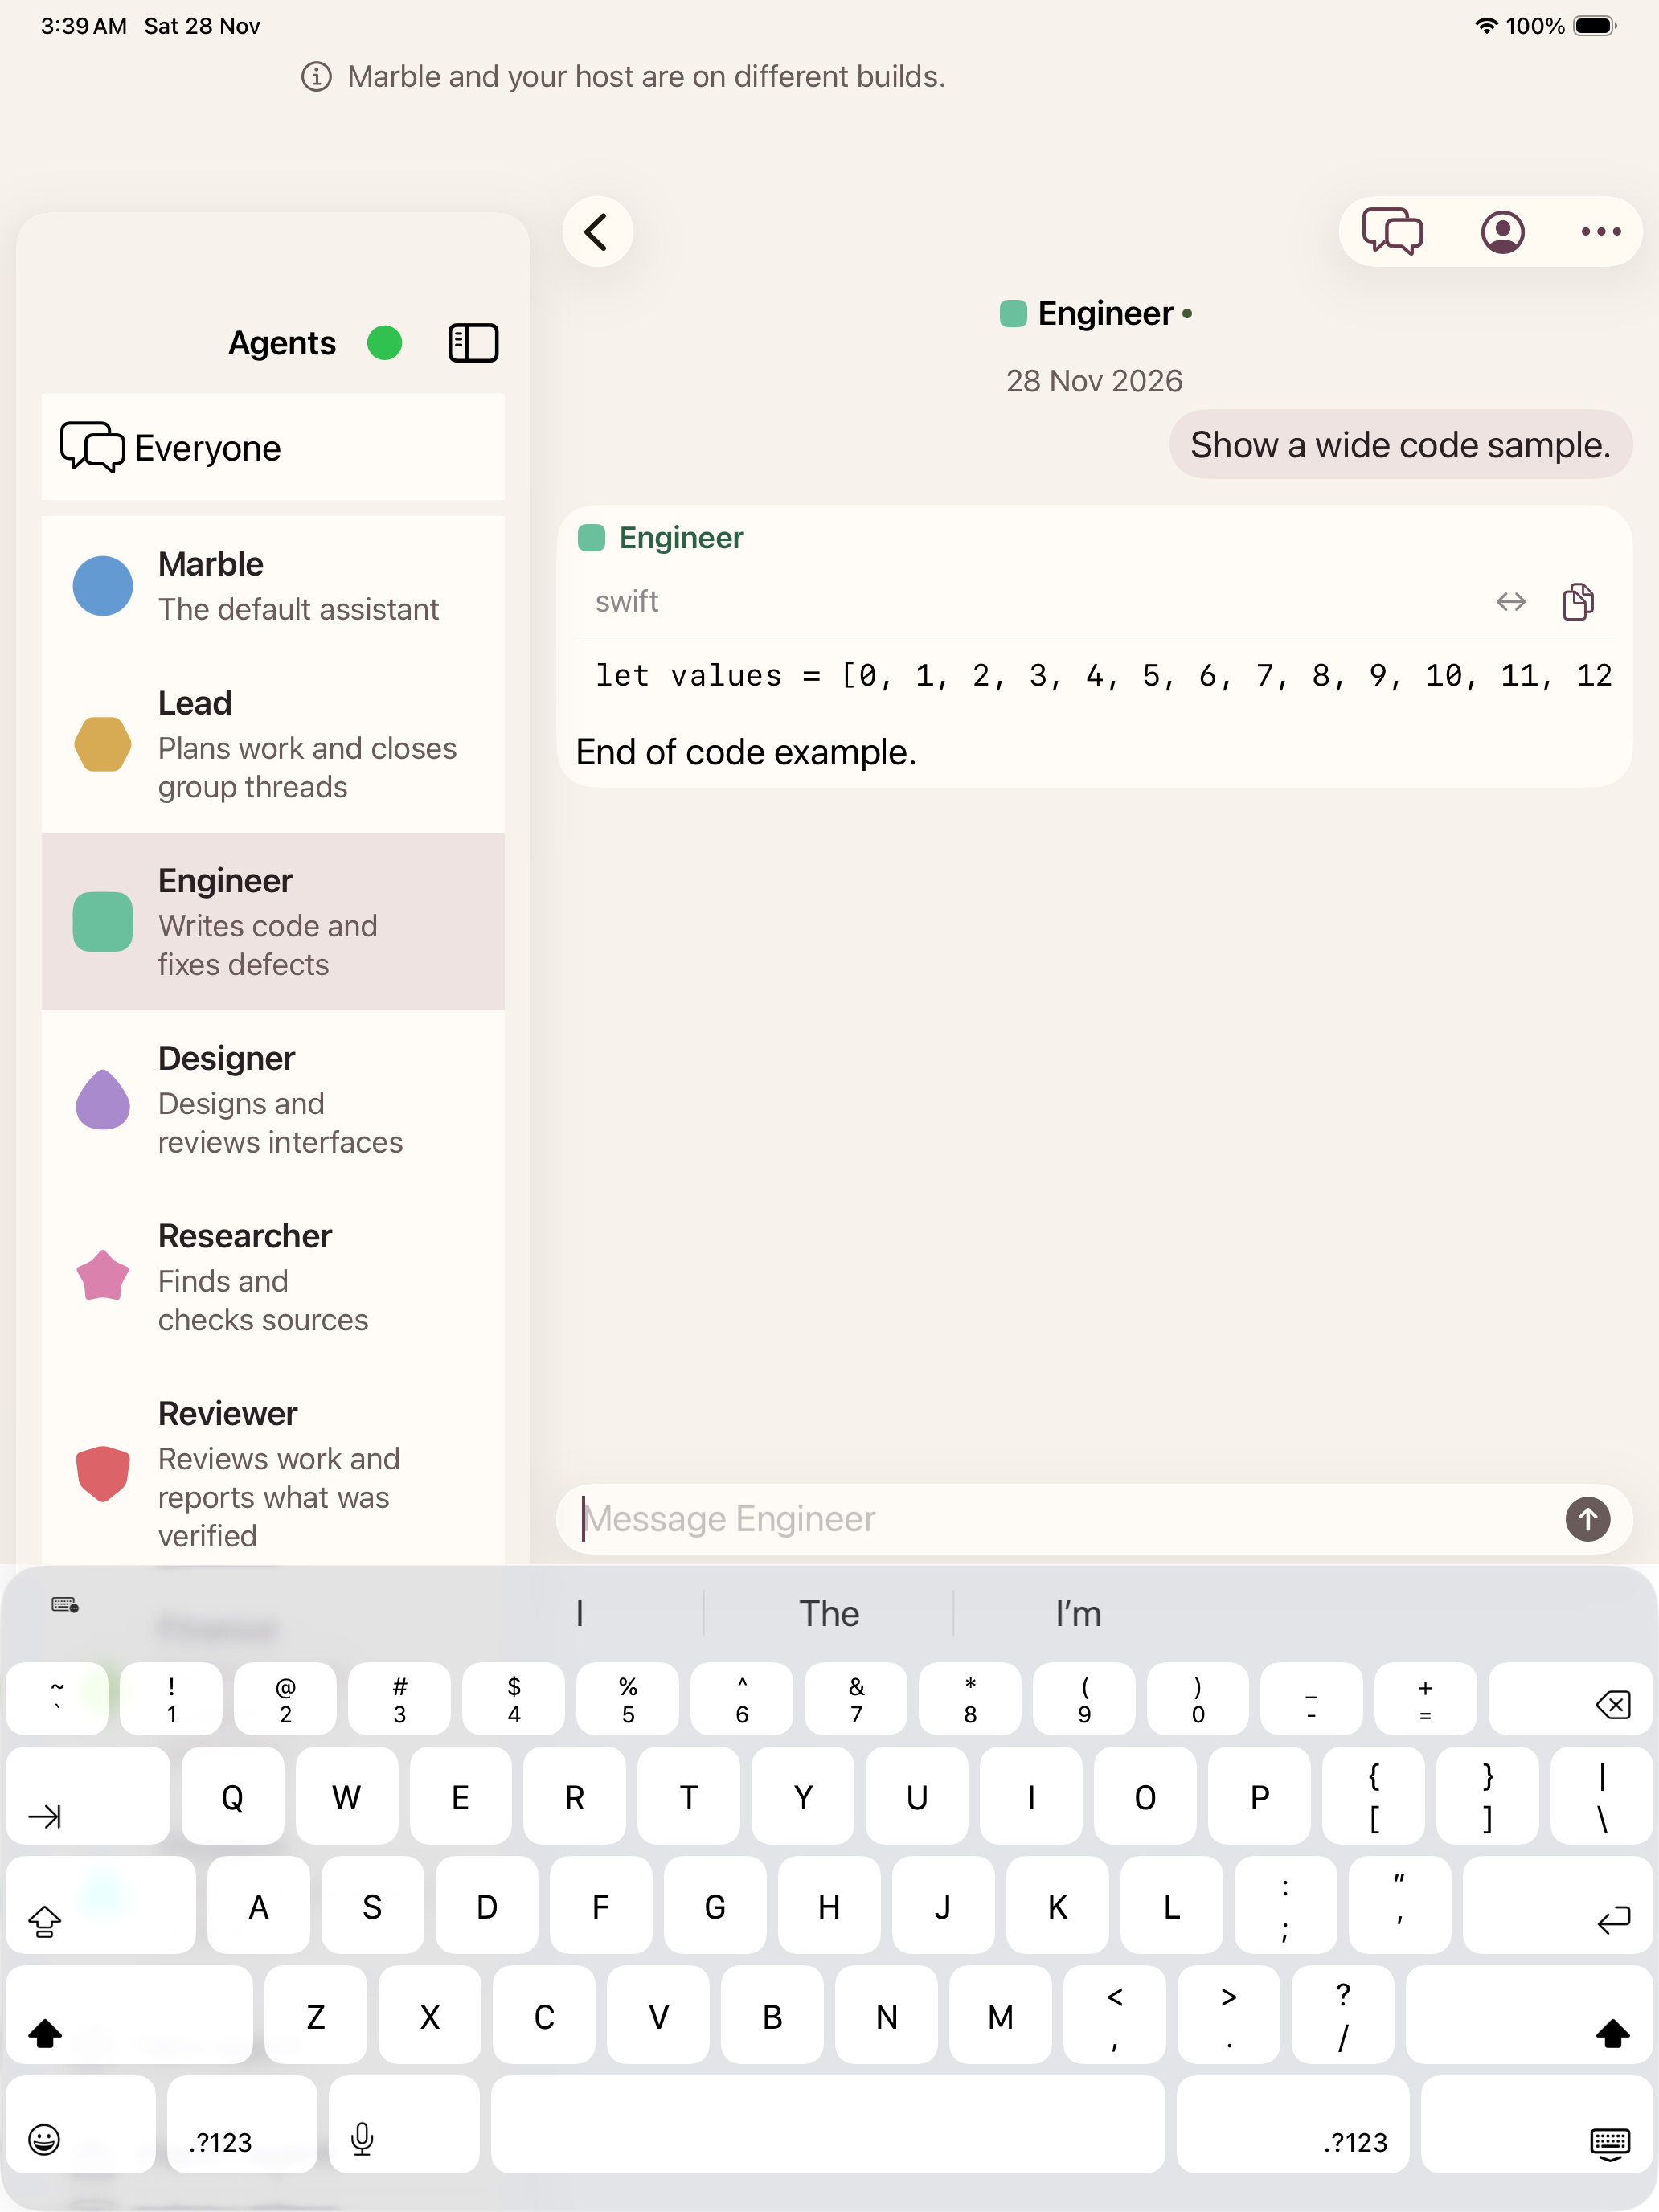 3:39 AM Sat 28 Nov
100%
Marble and your host are on different builds.
Agents
Everyone
Marble
The default assistant
Lead
Plans work and closes
group threads
Engineer
Writes code and
fixes defects
Designer
Designs and
reviews interfaces
Researcher
Finds and
checks sources
Reviewer
Reviews work and
reports what was
verified
Engineer
28 Nov 2026
Show a wide code sample.
Engineer
swift
let values = [0, 1, 2, 3, 4, 5, 6, 7, 8, 9, 10, 11, 12
End of code example.
Message Engineer
I The I’m
~ ! @ # $ % ^ & * ( ) _ +
` 1 2 3 4 5 6 7 8 9 0 - =
Q W E R T Y U I O P { } |
[ ] \
A S D F G H J K L : "
; '
Z X C V B N M < > ?
, . /
.?123 .?123